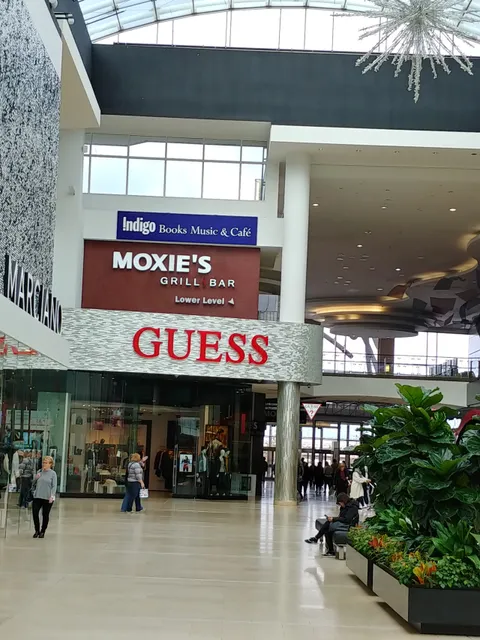 Indigo Books Music & Café
MOXIE'S
GRILL BAR
Lower Level
GUESS
MARCIANO